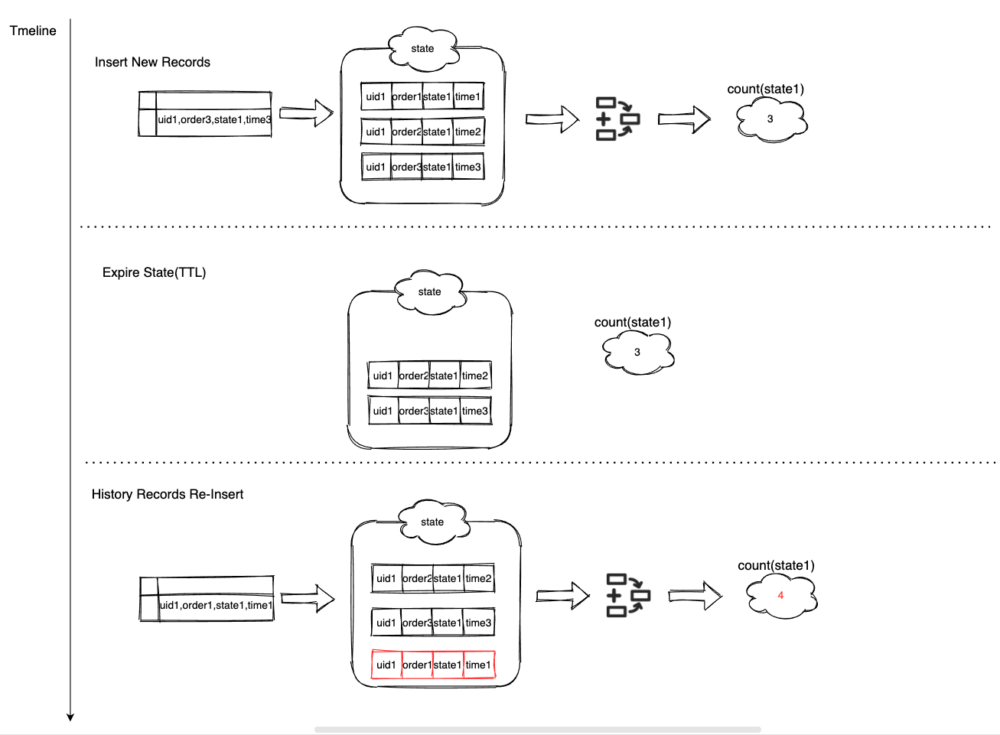 Tmeline
Insert New Records
state
count(state1)
uid1 order1 state1 time1
uid1,order3,state1,time3
3
uid1 order2 state1 time2
uid1 order3 state1 time3
Expire State(TTL)
state
count(state1)
3
uid1 order2 state1 time2
uid1 order3 state1 time3
History Records Re-Insert
state
count(state1)
uid1 order2 state1 time2
4
uid1,order1,state1,time1
uid1 order3 state1 time3
uid1 order1 state1 time1